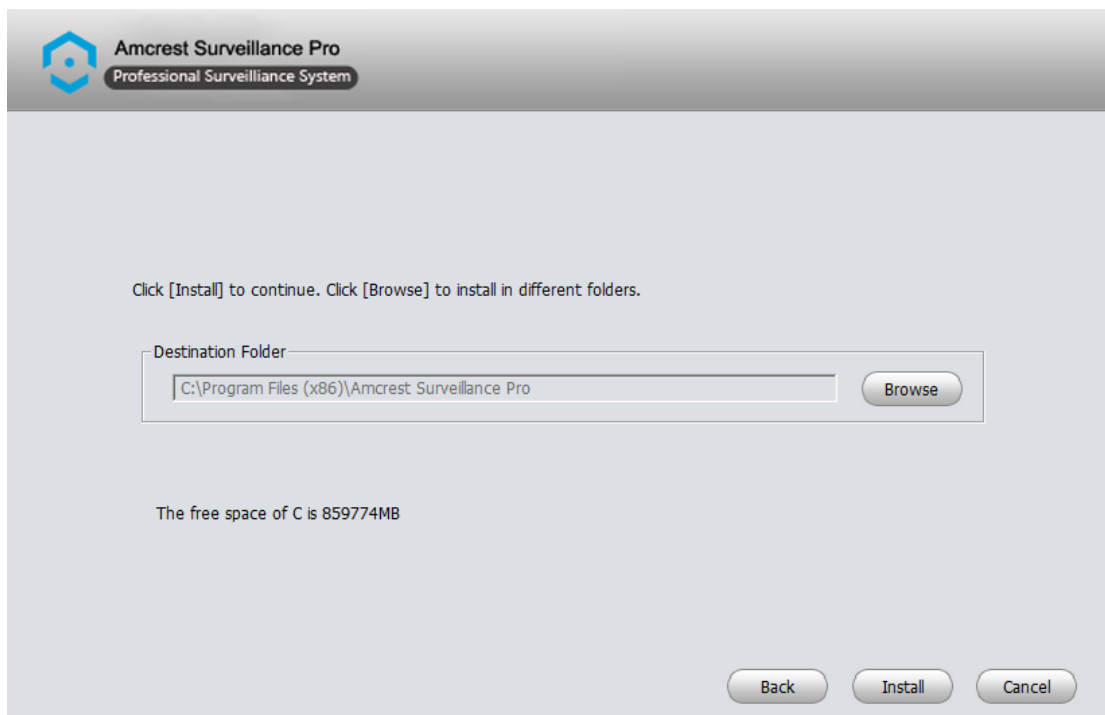 Amcrest Surveillance Pro
Professional Surveilliance System
Click [Install] to continue. Click [Browse] to install in different folders.
Destination Folder
C:\Program Files (x86)\Amcrest Surveillance Pro
Browse
The free space of C is 859774MB
Back
Install
Cancel